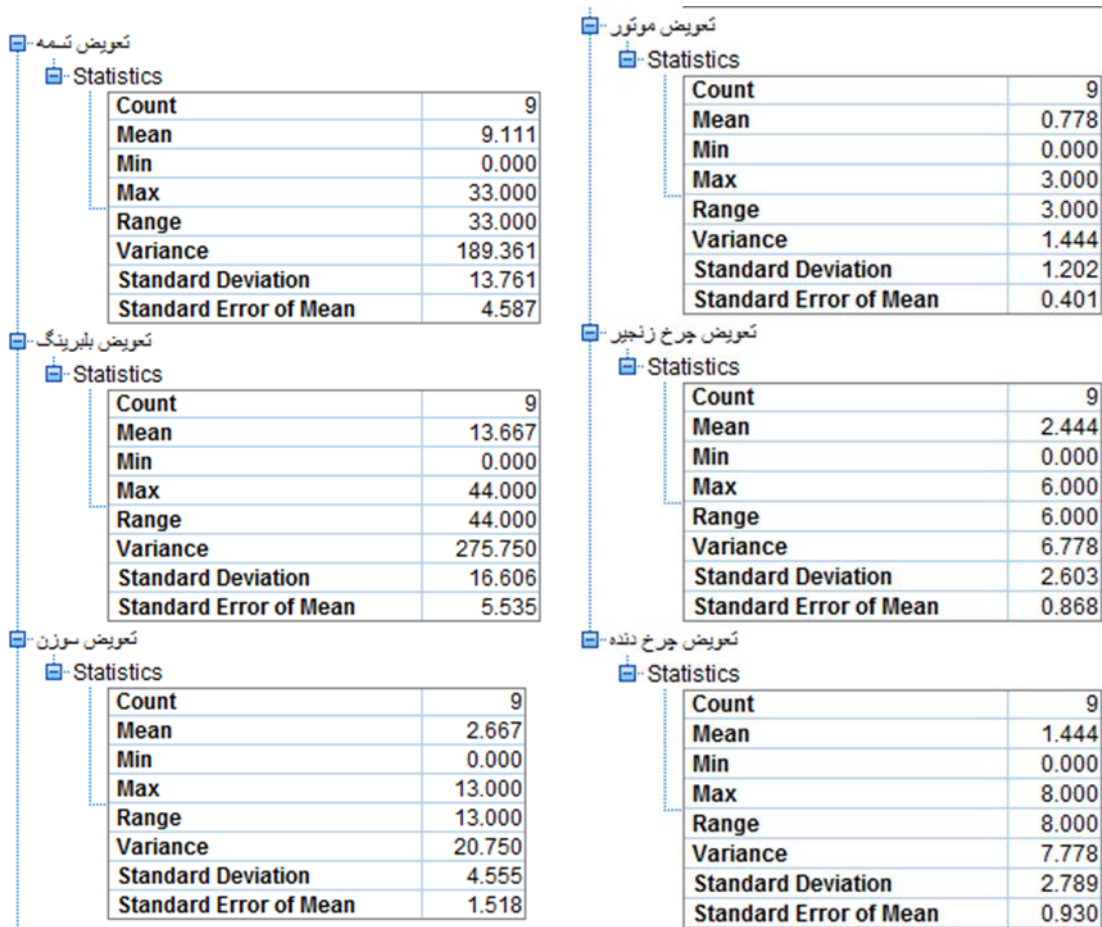 تعویض تسمه
Statistics
Count 9
Mean 9.111
Min 0.000
Max 33.000
Range 33.000
Variance 189.361
Standard Deviation 13.761
Standard Error of Mean 4.587
تعویض بلبرینگ
Statistics
Count 9
Mean 13.667
Min 0.000
Max 44.000
Range 44.000
Variance 275.750
Standard Deviation 16.606
Standard Error of Mean 5.535
تعویض سوزن
Statistics
Count 9
Mean 2.667
Min 0.000
Max 13.000
Range 13.000
Variance 20.750
Standard Deviation 4.555
Standard Error of Mean 1.518
تعویض موتور
Statistics
Count 9
Mean 0.778
Min 0.000
Max 3.000
Range 3.000
Variance 1.444
Standard Deviation 1.202
Standard Error of Mean 0.401
تعویض چرخ زنجیر
Statistics
Count 9
Mean 2.444
Min 0.000
Max 6.000
Range 6.000
Variance 6.778
Standard Deviation 2.603
Standard Error of Mean 0.868
تعویض چرخ دنده
Statistics
Count 9
Mean 1.444
Min 0.000
Max 8.000
Range 8.000
Variance 7.778
Standard Deviation 2.789
Standard Error of Mean 0.930